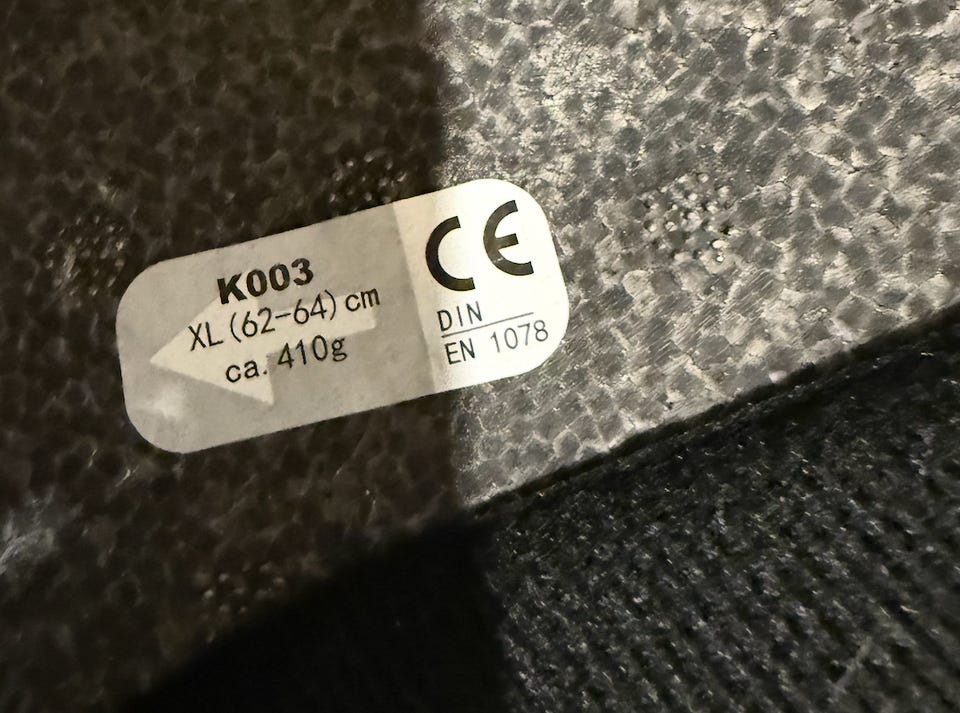 K003
XL (62-64) cm
ca. 410g
CE
DIN
EN 1078